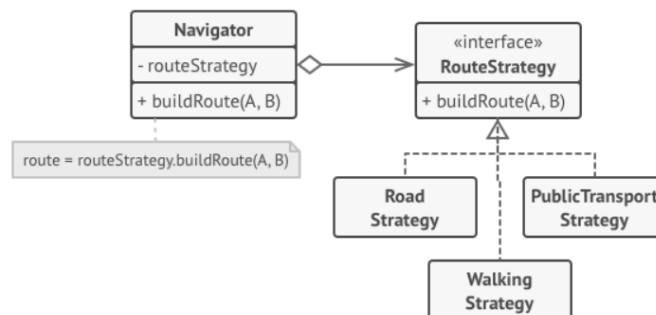 Navigator
- routeStrategy
+ buildRoute(A, B)
route = routeStrategy.buildRoute(A, B)
«interface»
RouteStrategy
+ buildRoute(A, B)
Road
Strategy
PublicTransport
Strategy
Walking
Strategy